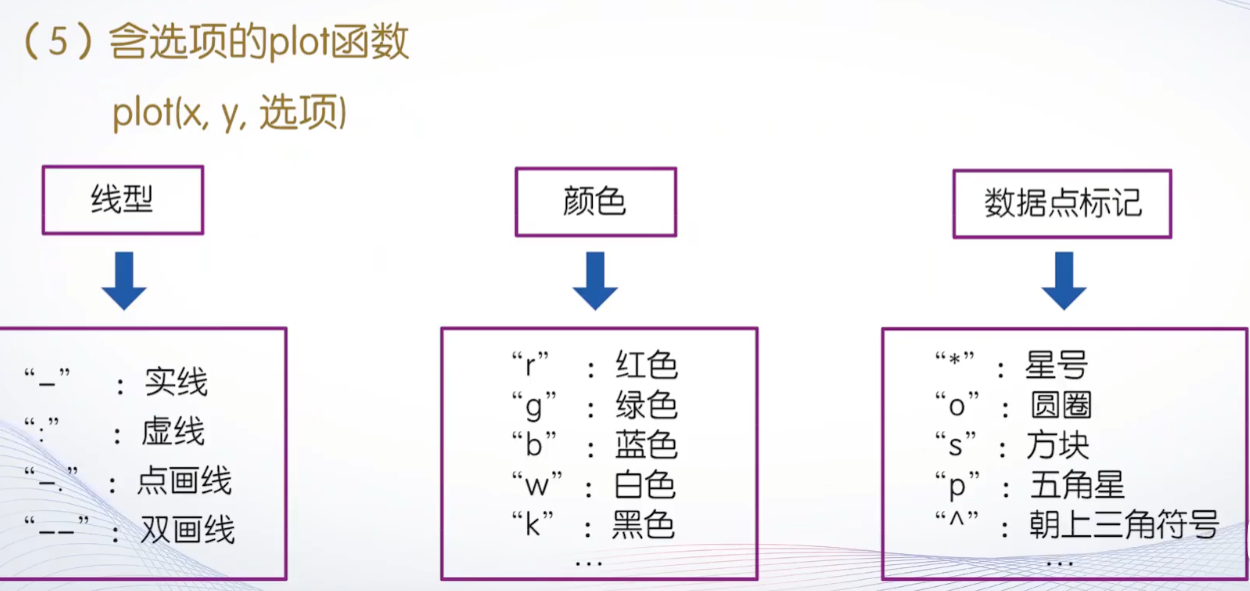 （5）含选项的plot函数
plot(x, y, 选项)
线型
颜色
数据点标记
“–” ：实线
“:” ：虚线
“–.” ：点画线
“––” ：双画线
“r” ：红色
“g” ：绿色
“b” ：蓝色
“w” ：白色
“k” ：黑色
…
“*” ：星号
“o” ：圆圈
“s” ：方块
“p” ：五角星
“^” ：朝上三角符号
…